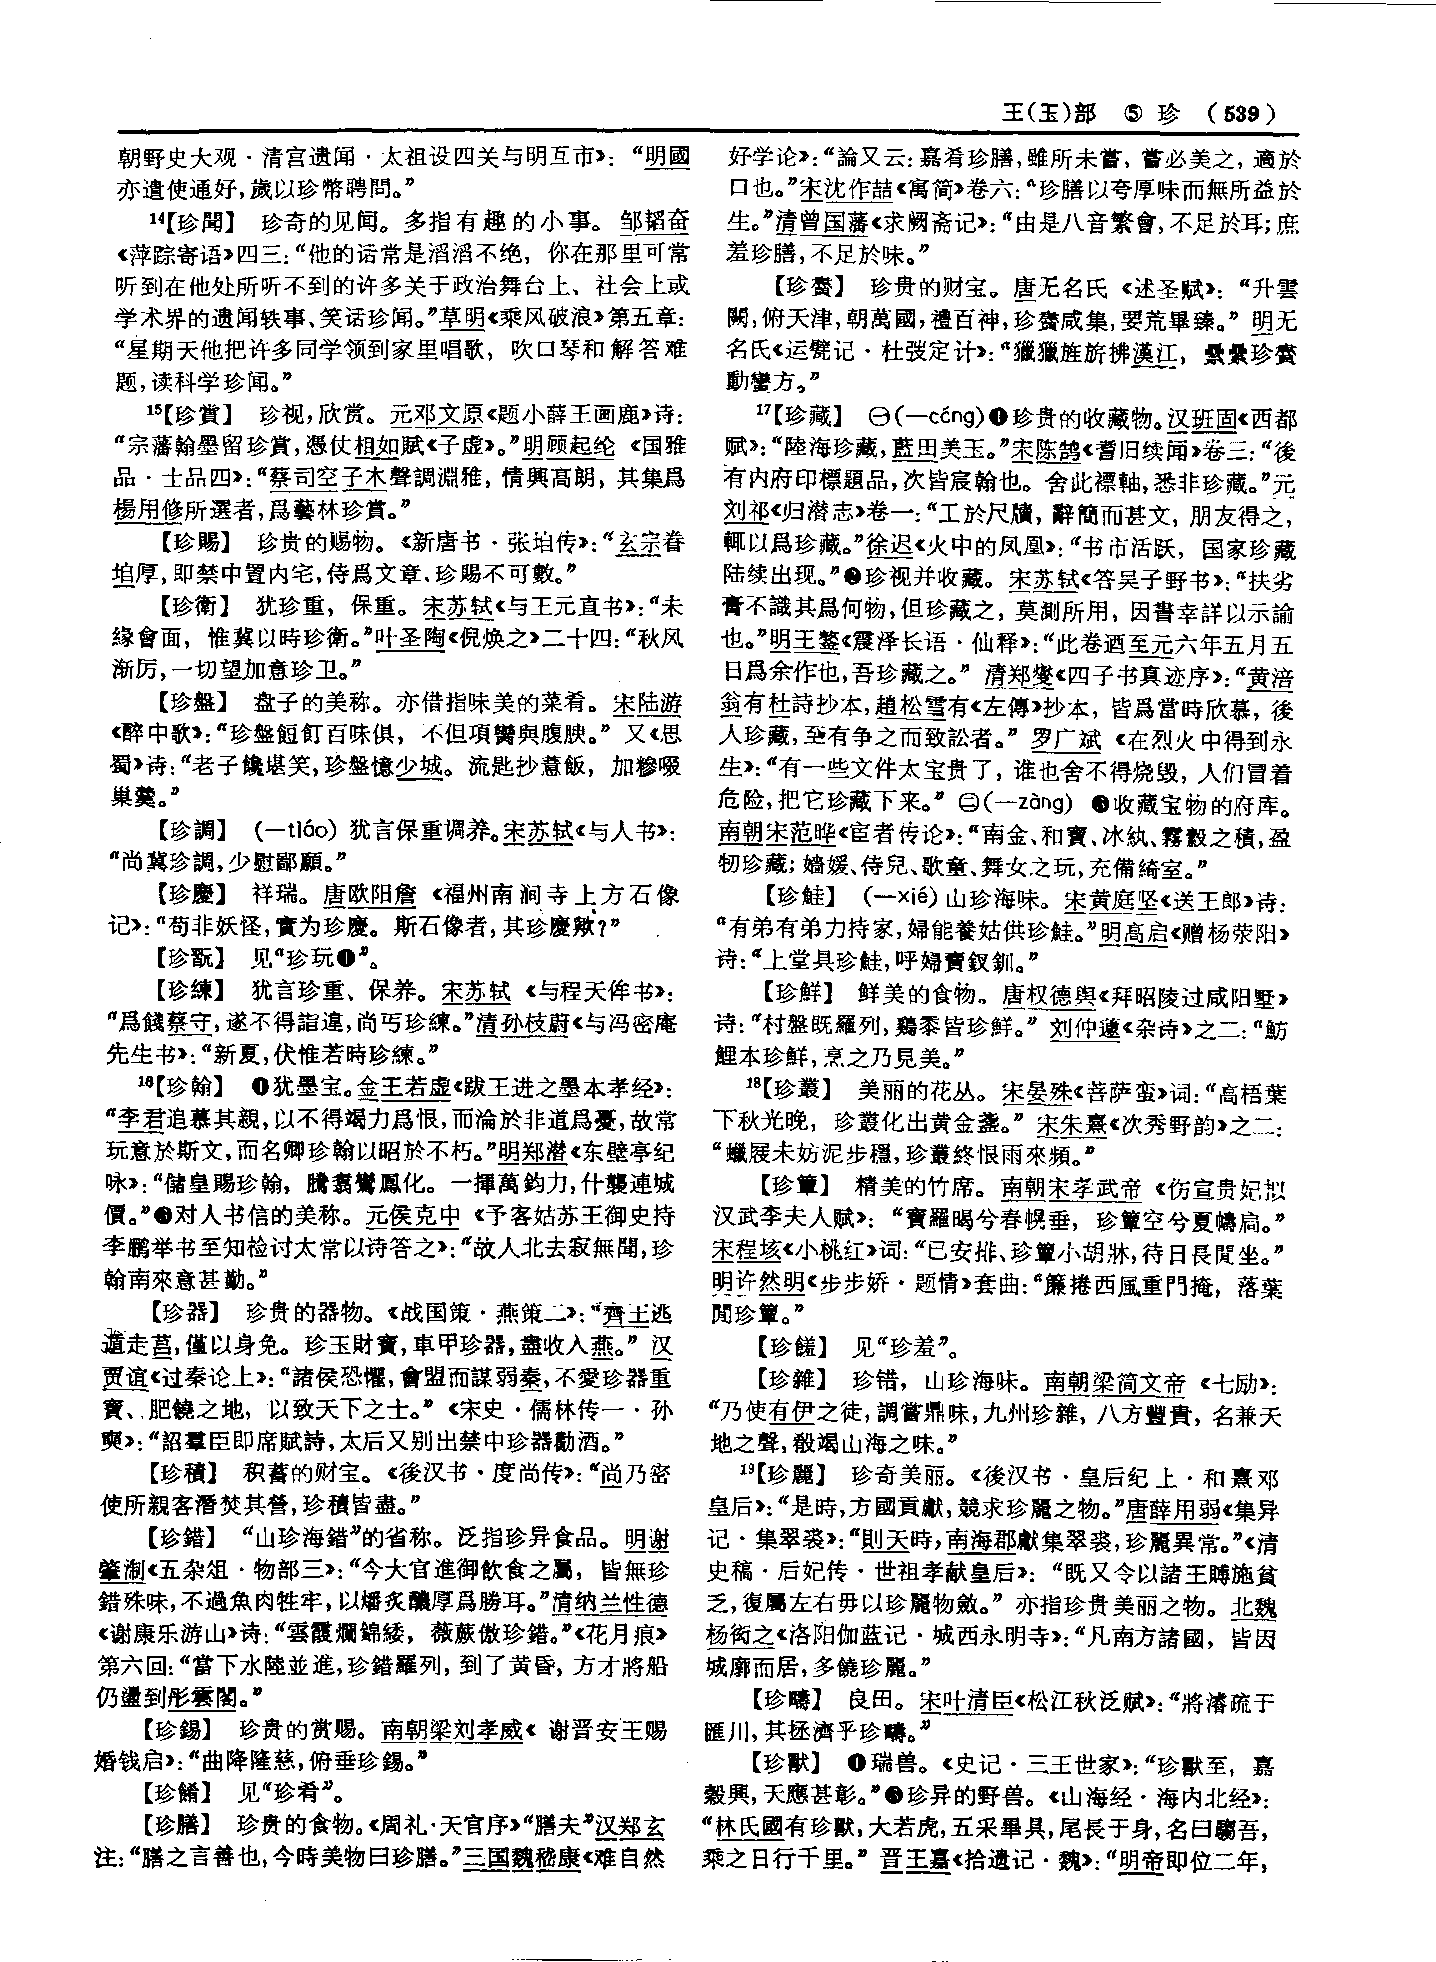 王(玉)部 ⑤ 珍 (539)
朝野史大观·清宫遗闻·太祖设四关与明互市》：“明國
亦遣使通好，歲以珍幣聘問。”
14【珍聞】 珍奇的见闻。多指有趣的小事。邹韬奋
《萍踪寄语》四三：“他的话常是滔滔不绝，你在那里可常
听到在他处所听不到的许多关于政治舞台上、社会上或
学术界的遗闻轶事、笑话珍闻。”草明《乘风破浪》第五章：
“星期天他把许多同学领到家里唱歌，吹口琴和解答难
题，读科学珍闻。”
15【珍賞】 珍视，欣赏。元邓文原《题小薛王画鹿》诗：
“宗藩翰墨留珍賞，憑仗相如賦《子虚》。”明顾起纶《国雅
品·士品四》：“蔡司空子木聲調淵雅，情興高朗，其集爲
楊用修所選者，爲藝林珍賞。”
【珍賜】 珍贵的赐物。《新唐书·张垍传》：“玄宗眷
垍厚，即禁中置内宅，侍爲文章、珍賜不可數。”
【珍衛】 犹珍重，保重。宋苏轼《与王元直书》：“未
緣會面，惟冀以時珍衛。”叶圣陶《倪焕之》二十四：“秋风
渐厉，一切望加意珍卫。”
【珍盤】 盘子的美称。亦借指味美的菜肴。宋陆游
《醉中歌》：“珍盤飣餖百味俱，不但項臠與腹腴。”又《思
蜀》诗：“老子饞堪笑，珍盤憶少城。流匙抄薏飯，加糝啜
巢羹。”
【珍調】 (—tiáo) 犹言保重调养。宋苏轼《与人书》：
“尚冀珍調，少慰鄙願。”
【珍慶】 祥瑞。唐欧阳詹《福州南涧寺上方石像
记》：“苟非妖怪，實为珍慶。斯石像者，其珍慶歟？”
【珍翫】 见“珍玩❶”。
【珍練】 犹言珍重、保养。宋苏轼《与程天侔书》：
“爲餞蔡守，遂不得詣違，尚丐珍練。”清孙枝蔚《与冯密庵
先生书》：“新夏，伏惟若時珍練。”
16【珍翰】 ❶犹墨宝。金王若虚《跋王进之墨本孝经》：
“李君追慕其親，以不得竭力爲恨，而淪於非道爲憂，故常
玩意於斯文，而名卿珍翰以昭於不朽。”明郑潜《东壁亭纪
咏》：“儲皇賜珍翰，騰翥鸞鳳化。一揮萬鈞力，什襲連城
價。”❷对人书信的美称。元侯克中《予客姑苏王御史持
李鹏举书至知检讨太常以诗答之》：“故人北去寂無聞，珍
翰南來意甚勤。”
【珍器】 珍贵的器物。《战国策·燕策二》：“齊王逃
遁走莒，僅以身免。珍玉財寶，車甲珍器，盡收入燕。”汉
贾谊《过秦论上》：“諸侯恐懼，會盟而謀弱秦，不愛珍器重
寶、肥饒之地，以致天下之士。”《宋史·儒林传一·孙
奭》：“詔羣臣即席賦詩，太后又别出禁中珍器勸酒。”
【珍積】 积蓄的财宝。《後汉书·度尚传》：“尚乃密
使所親客潛焚其營，珍積皆盡。”
【珍錯】 “山珍海錯”的省称。泛指珍异食品。明谢
肇淛《五杂俎·物部三》：“今大官進御飲食之屬，皆無珍
錯殊味，不過魚肉牲牢，以燔炙醲厚爲勝耳。”清纳兰性德
《谢康乐游山》诗：“雲霞爛錦綾，薇蕨傲珍錯。”《花月痕》
第六回：“當下水陸並進，珍錯羅列，到了黄昏，方才將船
仍盪到彤雲閣。”
【珍錫】 珍贵的赏赐。南朝梁刘孝威《谢晋安王赐
婚钱启》：“曲降隆慈，俯垂珍錫。”
【珍餚】 见“珍肴”。
【珍膳】 珍贵的食物。《周礼·天官序》“膳夫”汉郑玄
注：“膳之言善也，今時美物曰珍膳。”三国魏嵇康《难自然
好学论》：“論又云：嘉肴珍膳，雖所未嘗，嘗必美之，適於
口也。”宋沈作喆《寓简》卷六：“珍膳以夸厚味而無所益於
生。”清曾国藩《求阙斋记》：“由是八音繁會，不足於耳；庶
羞珍膳，不足於味。”
【珍賮】 珍贵的财宝。唐无名氏《述圣赋》：“升雲
闕，俯天津，朝萬國，禮百神，珍賮咸集，要荒畢臻。”明无
名氏《运甓记·杜弢定计》：“獵獵旌旂拂漢江，纍纍珍賮
動蠻方。”
17【珍藏】 ㊀(—cáng)❶珍贵的收藏物。汉班固《西都
赋》：“陸海珍藏，藍田美玉。”宋陈鹄《耆旧续闻》卷三：“後
有内府印標題品，次皆宸翰也。舍此褾軸，悉非珍藏。”元
刘祁《归潜志》卷一：“工於尺牘，辭簡而甚文，朋友得之，
輒以爲珍藏。”徐迟《火中的凤凰》：“书市活跃，国家珍藏
陆续出现。”❷珍视并收藏。宋苏轼《答吴子野书》：“扶劣
膏不識其爲何物，但珍藏之，莫測所用，因書幸詳以示諭
也。”明王鏊《震泽长语·仙释》：“此卷迺至元六年五月五
日爲余作也，吾珍藏之。”清郑燮《四子书真迹序》：“黄涪
翁有杜詩抄本，趙松雪有《左傳》抄本，皆爲當時欣慕，後
人珍藏，至有争之而致訟者。”罗广斌《在烈火中得到永
生》：“有一些文件太宝贵了，谁也舍不得烧毁，人们冒着
危险，把它珍藏下来。”㊁(—zàng) ❸收藏宝物的府库。
南朝宋范晔《宦者传论》：“南金、和寶、冰紈、霧縠之積，盈
牣珍藏；嬙媛、侍兒、歌童、舞女之玩，充備綺室。”
【珍鮭】 (—xié)山珍海味。宋黄庭坚《送王郎》诗：
“有弟有弟力持家，婦能養姑供珍鮭。”明高启《赠杨荥阳》
诗：“上堂具珍鮭，呼婦賣釵釧。”
【珍鮮】 鲜美的食物。唐权德舆《拜昭陵过咸阳墅》
诗：“村盤既羅列，鷄黍皆珍鮮。”刘仲邌《杂诗》之二：“魴
鯉本珍鮮，烹之乃見美。”
18【珍叢】 美丽的花丛。宋晏殊《菩萨蛮》词：“高梧葉
下秋光晚，珍叢化出黄金盞。”宋朱熹《次秀野韵》之二：
“蠟屐未妨泥步穩，珍叢終恨雨來頻。”
【珍簟】 精美的竹席。南朝宋孝武帝《伤宣贵妃拟
汉武李夫人赋》：“寶羅暍兮春幌垂，珍簟空兮夏幬扃。”
宋程垓《小桃红》词：“已安排、珍簟小胡牀，待日長閒坐。”
明许然明《步步娇·题情》套曲：“簾捲西風重門掩，落葉
閒珍簟。”
【珍饈】 见“珍羞”。
【珍雜】 珍错，山珍海味。南朝梁简文帝《七励》：
“乃使有伊之徒，調嘗鼎味，九州珍雜，八方豐貴，名兼天
地之聲，殽竭山海之味。”
19【珍麗】 珍奇美丽。《後汉书·皇后纪上·和熹邓
皇后》：“是時，方國貢獻，競求珍麗之物。”唐薛用弱《集异
记·集翠裘》：“則天時，南海郡獻集翠裘，珍麗異常。”《清
史稿·后妃传·世祖孝献皇后》：“既又令以諸王賻施貧
乏，復屬左右毋以珍麗物斂。”亦指珍贵美丽之物。北魏
杨衒之《洛阳伽蓝记·城西永明寺》：“凡南方諸國，皆因
城廓而居，多饒珍麗。”
【珍疇】 良田。宋叶清臣《松江秋泛赋》：“將濬疏于
匯川，其拯濟乎珍疇。”
【珍獸】 ❶瑞兽。《史记·三王世家》：“珍獸至，嘉
穀興，天應甚彰。”❷珍异的野兽。《山海经·海内北经》：
“林氏國有珍獸，大若虎，五采畢具，尾長于身，名曰騶吾，
乘之日行千里。”晋王嘉《拾遗记·魏》：“明帝即位二年，